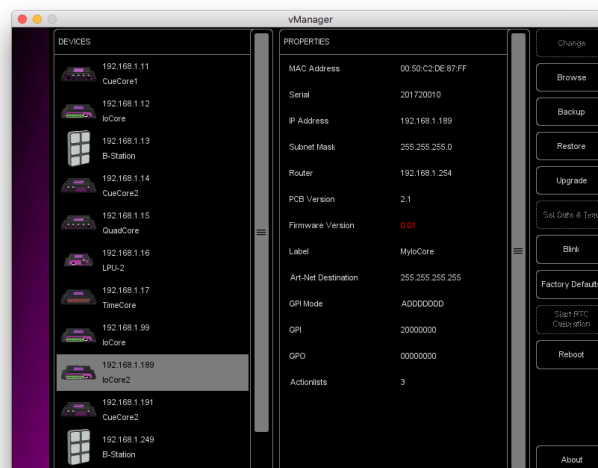 vManager
DEVICES
192.168.1.11
CueCore1
192.168.1.12
IoCore
192.168.1.13
B-Station
192.168.1.14
CueCore2
192.168.1.15
QuadCore
192.168.1.16
LPU-2
192.168.1.17
TimeCore
192.168.1.99
IoCore
192.168.1.189
IoCore2
192.168.1.191
CueCore2
192.168.1.249
B-Station
PROPERTIES
MAC Address 00:50:C2:DE:87:FF
Serial 201720010
IP Address 192.168.1.189
Subnet Mask 255.255.255.0
Router 192.168.1.254
PCB Version 2.1
Firmware Version 0.01
Label MyIoCore
Art-Net Destination 255.255.255.255
GPI Mode ADDDDDDD
GPI 20000000
GPO 00000000
Actionlists 3
Change
Browse
Backup
Restore
Upgrade
Set Date & Time
Blink
Factory Defaults
Start RTC
Calibration
Reboot
About